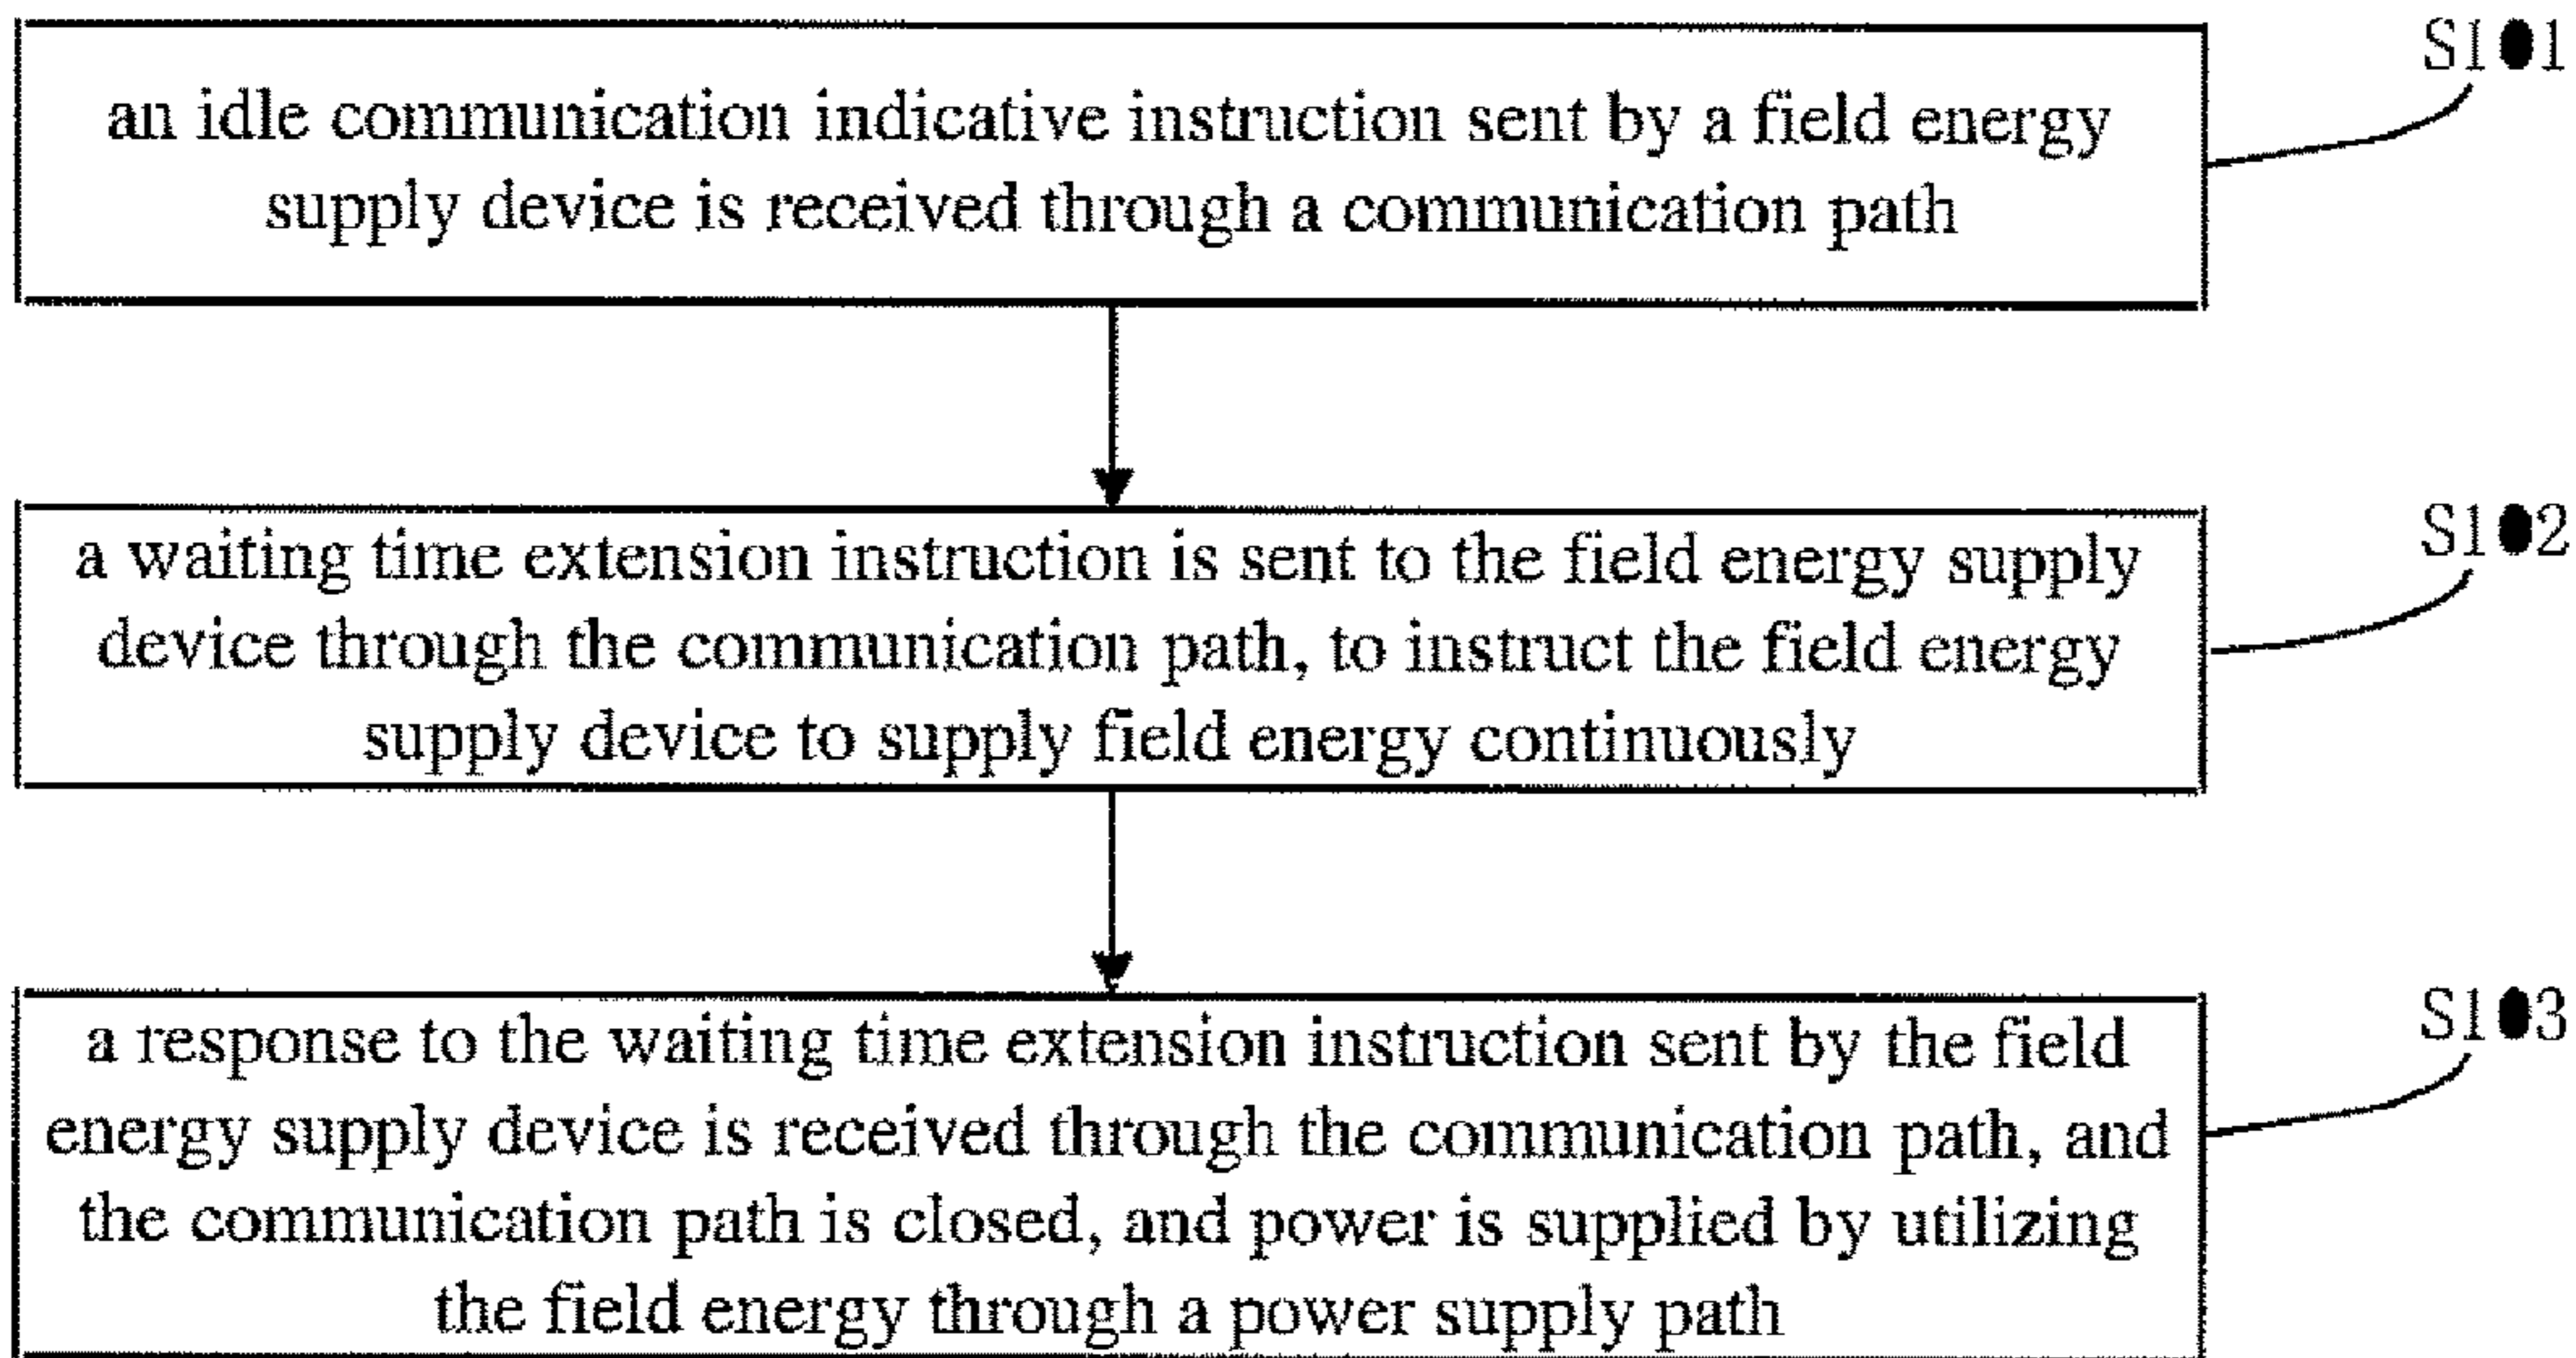 S101
an idle communication indicative instruction sent by a field energy
supply device is received through a communication path
S102
a waiting time extension instruction is sent to the field energy supply
device through the communication path, to instruct the field energy
supply device to supply field energy continuously
S103
a response to the waiting time extension instruction sent by the field
energy supply device is received through the communication path, and
the communication path is closed, and power is supplied by utilizing
the field energy through a power supply path